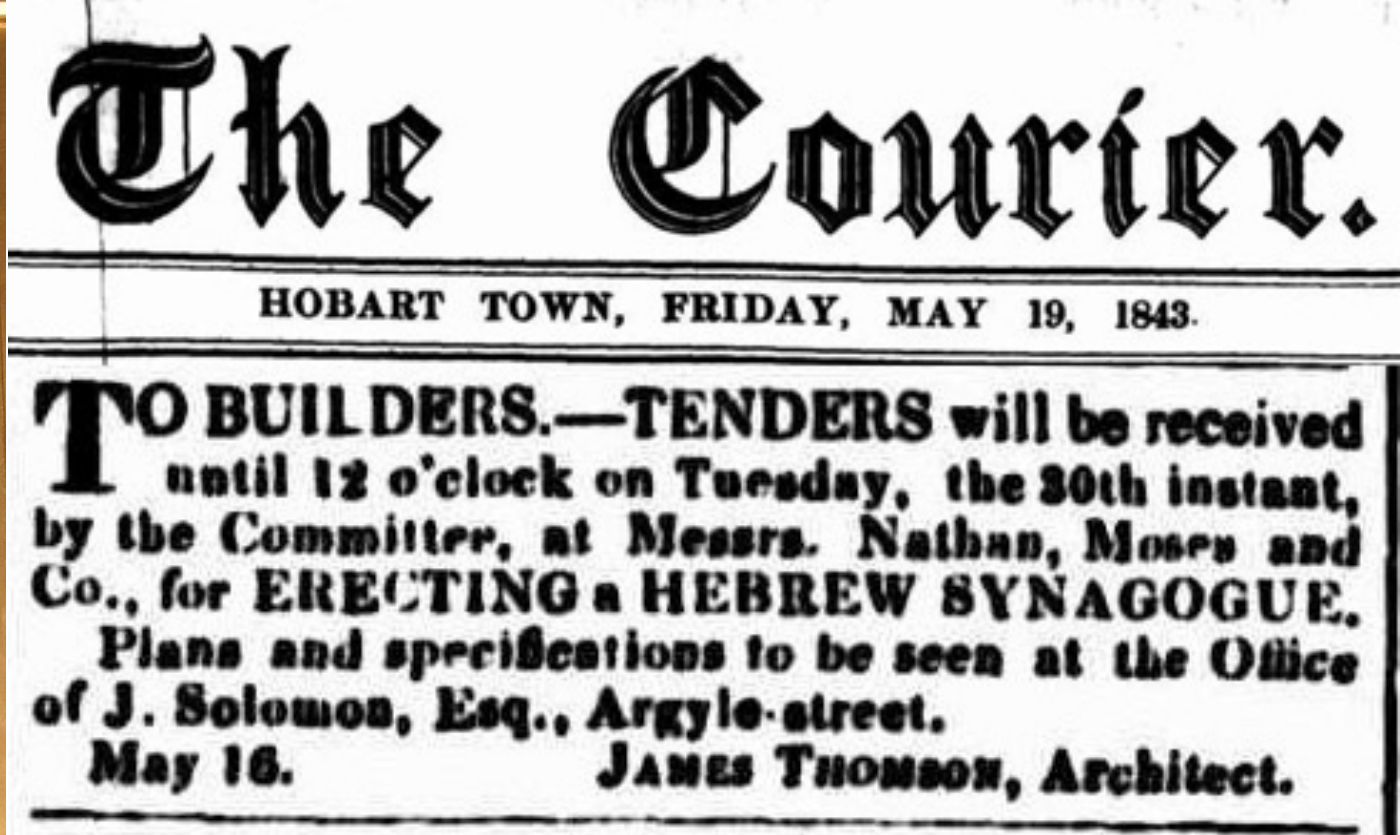 The Courier.
HOBART TOWN, FRIDAY, MAY 19, 1843.
TO BUILDERS.—TENDERS will be received
until 12 o'clock on Tuesday, the 30th instant,
by the Committee, at Messrs. Nathan, Moses and
Co., for ERECTING a HEBREW SYNAGOGUE.
Plans and specifications to be seen at the Office
of J. Solomon, Esq., Argyle-street.
May 16. JAMES THOMSON, Architect.